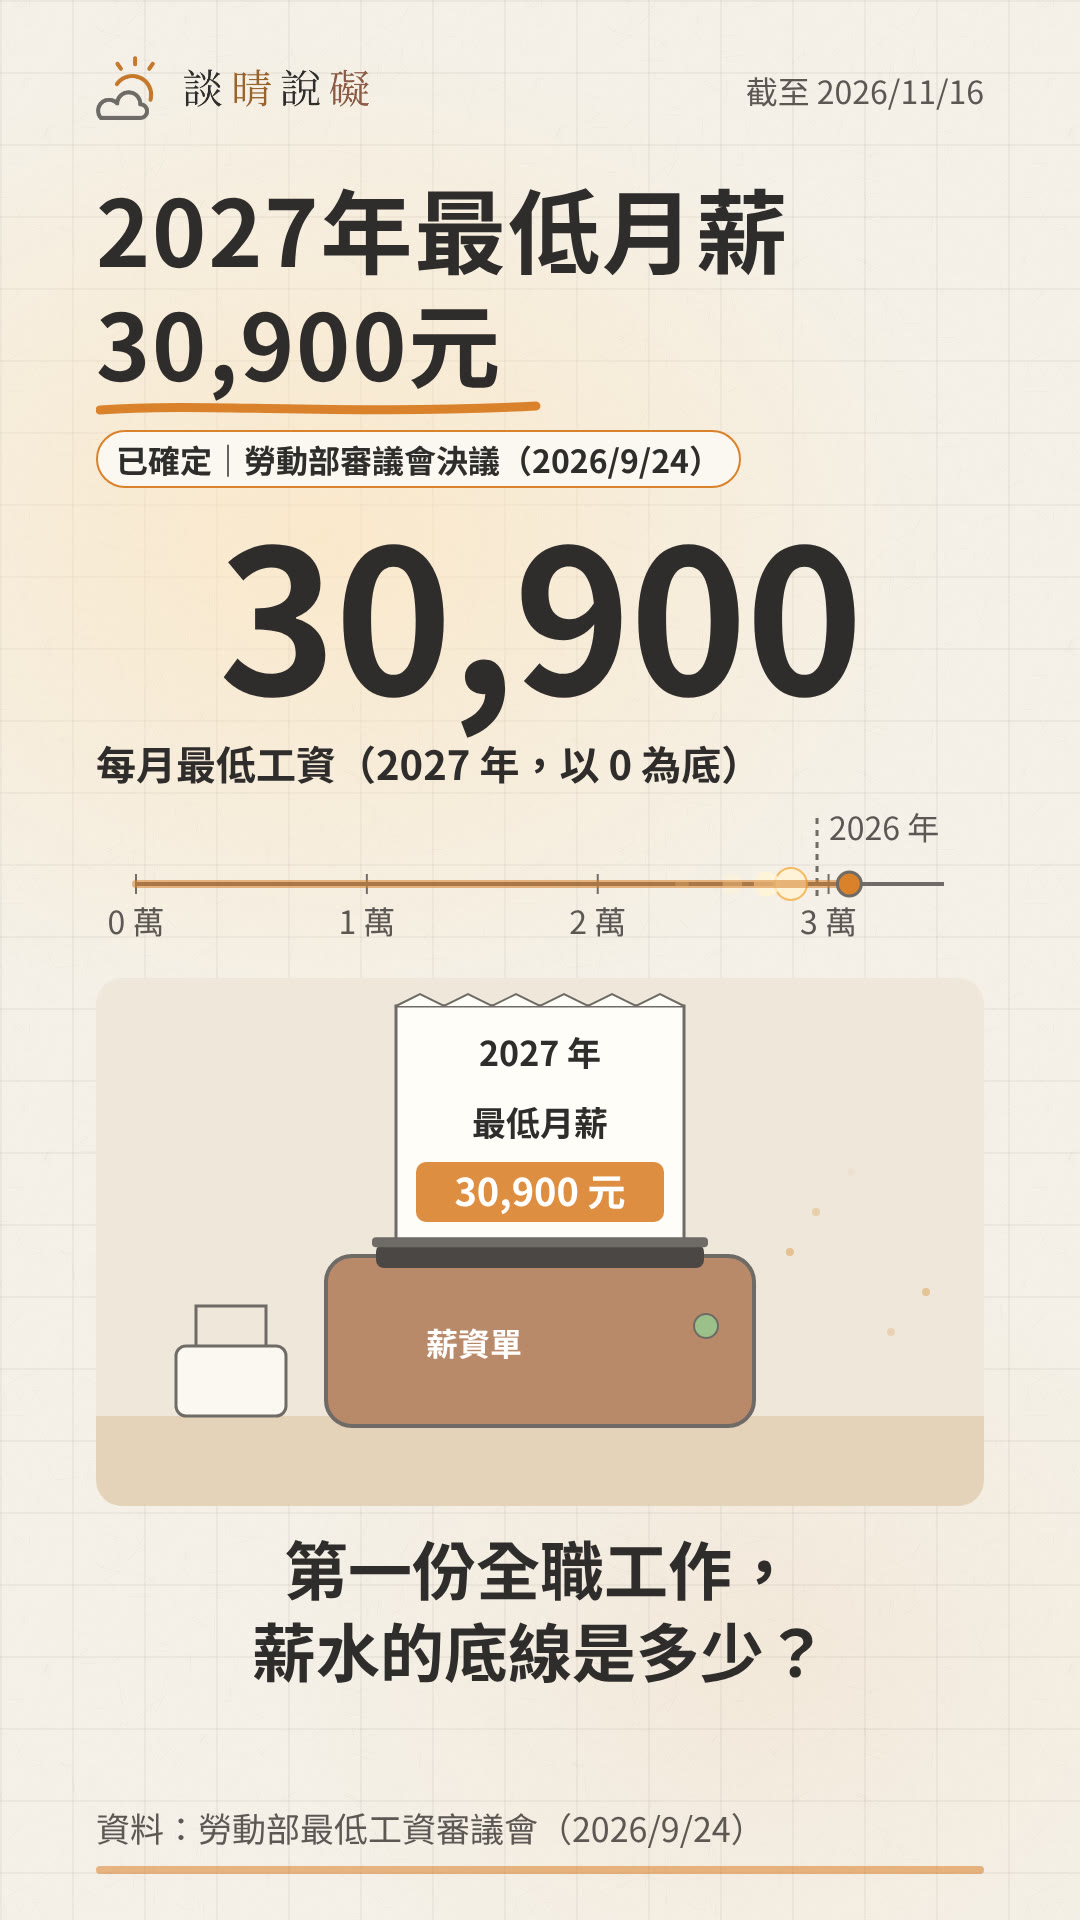 談晴說礙
截至 2026/11/16
2027年最低月薪
30,900元
已確定｜勞動部審議會決議（2026/9/24）
30,900
每月最低工資（2027 年，以 0 為底）
2026 年
0 萬
1 萬
2 萬
3 萬
2027 年
最低月薪
30,900 元
薪資單
第一份全職工作，
薪水的底線是多少？
資料：勞動部最低工資審議會（2026/9/24）